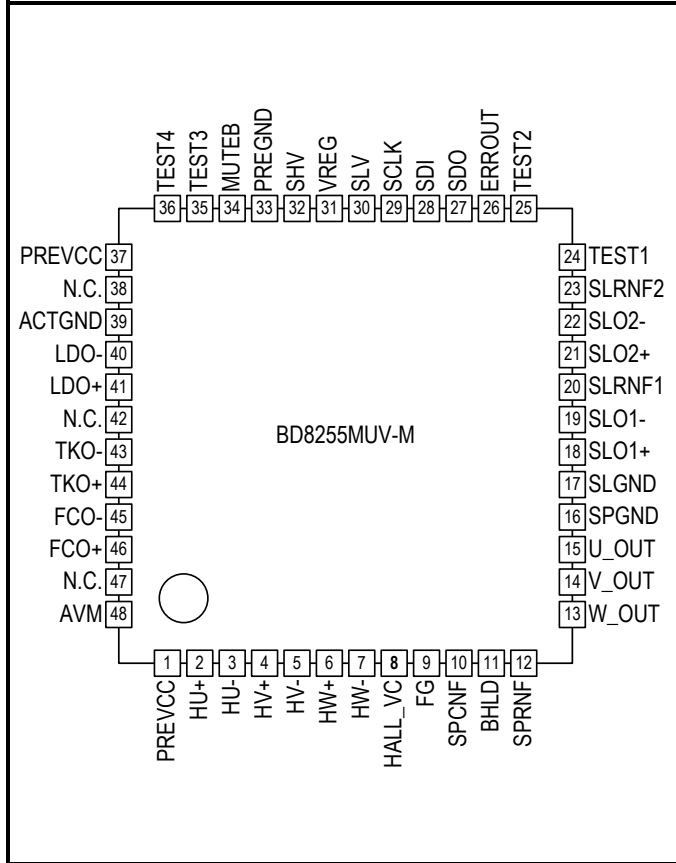 TEST4
TEST3
MUTEB
PREGND
SHV
VREG
SLV
SCLK
SDI
SDO
ERROUT
TEST2
36 35 34 33 32 31 30 29 28 27 26 25
PREVCC 37
N.C. 38
ACTGND 39
LDO- 40
LDO+ 41
N.C. 42
TKO- 43
TKO+ 44
FCO- 45
FCO+ 46
N.C. 47
AVM 48
BD8255MUV-M
24 TEST1
23 SLRNF2
22 SLO2-
21 SLO2+
20 SLRNF1
19 SLO1-
18 SLO1+
17 SLGND
16 SPGND
15 U_OUT
14 V_OUT
13 W_OUT
1 2 3 4 5 6 7 8 9 10 11 12
PREVCC
HU+
HU-
HV+
HV-
HW+
HW-
HALL_VC
FG
SPCNF
BHLD
SPRNF